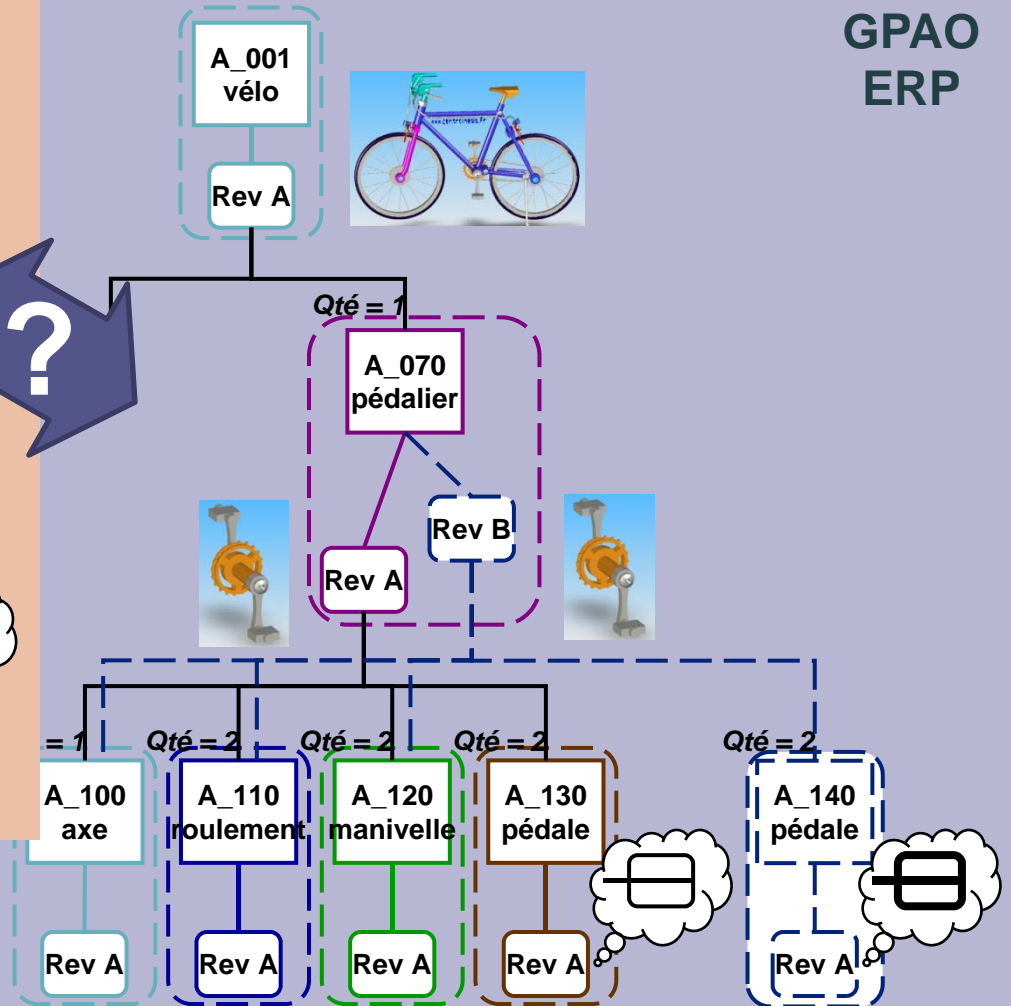 GPAO
ERP
A_001
vélo
Rev A
?
Qté = 1
A_070
pédalier
Rev B
Rev A
= 1
Qté = 2
Qté = 2
Qté = 2
Qté = 2
A_100
axe
A_110
roulement
A_120
manivelle
A_130
pédale
A_140
pédale
Rev A
Rev A
Rev A
Rev A
Rev A